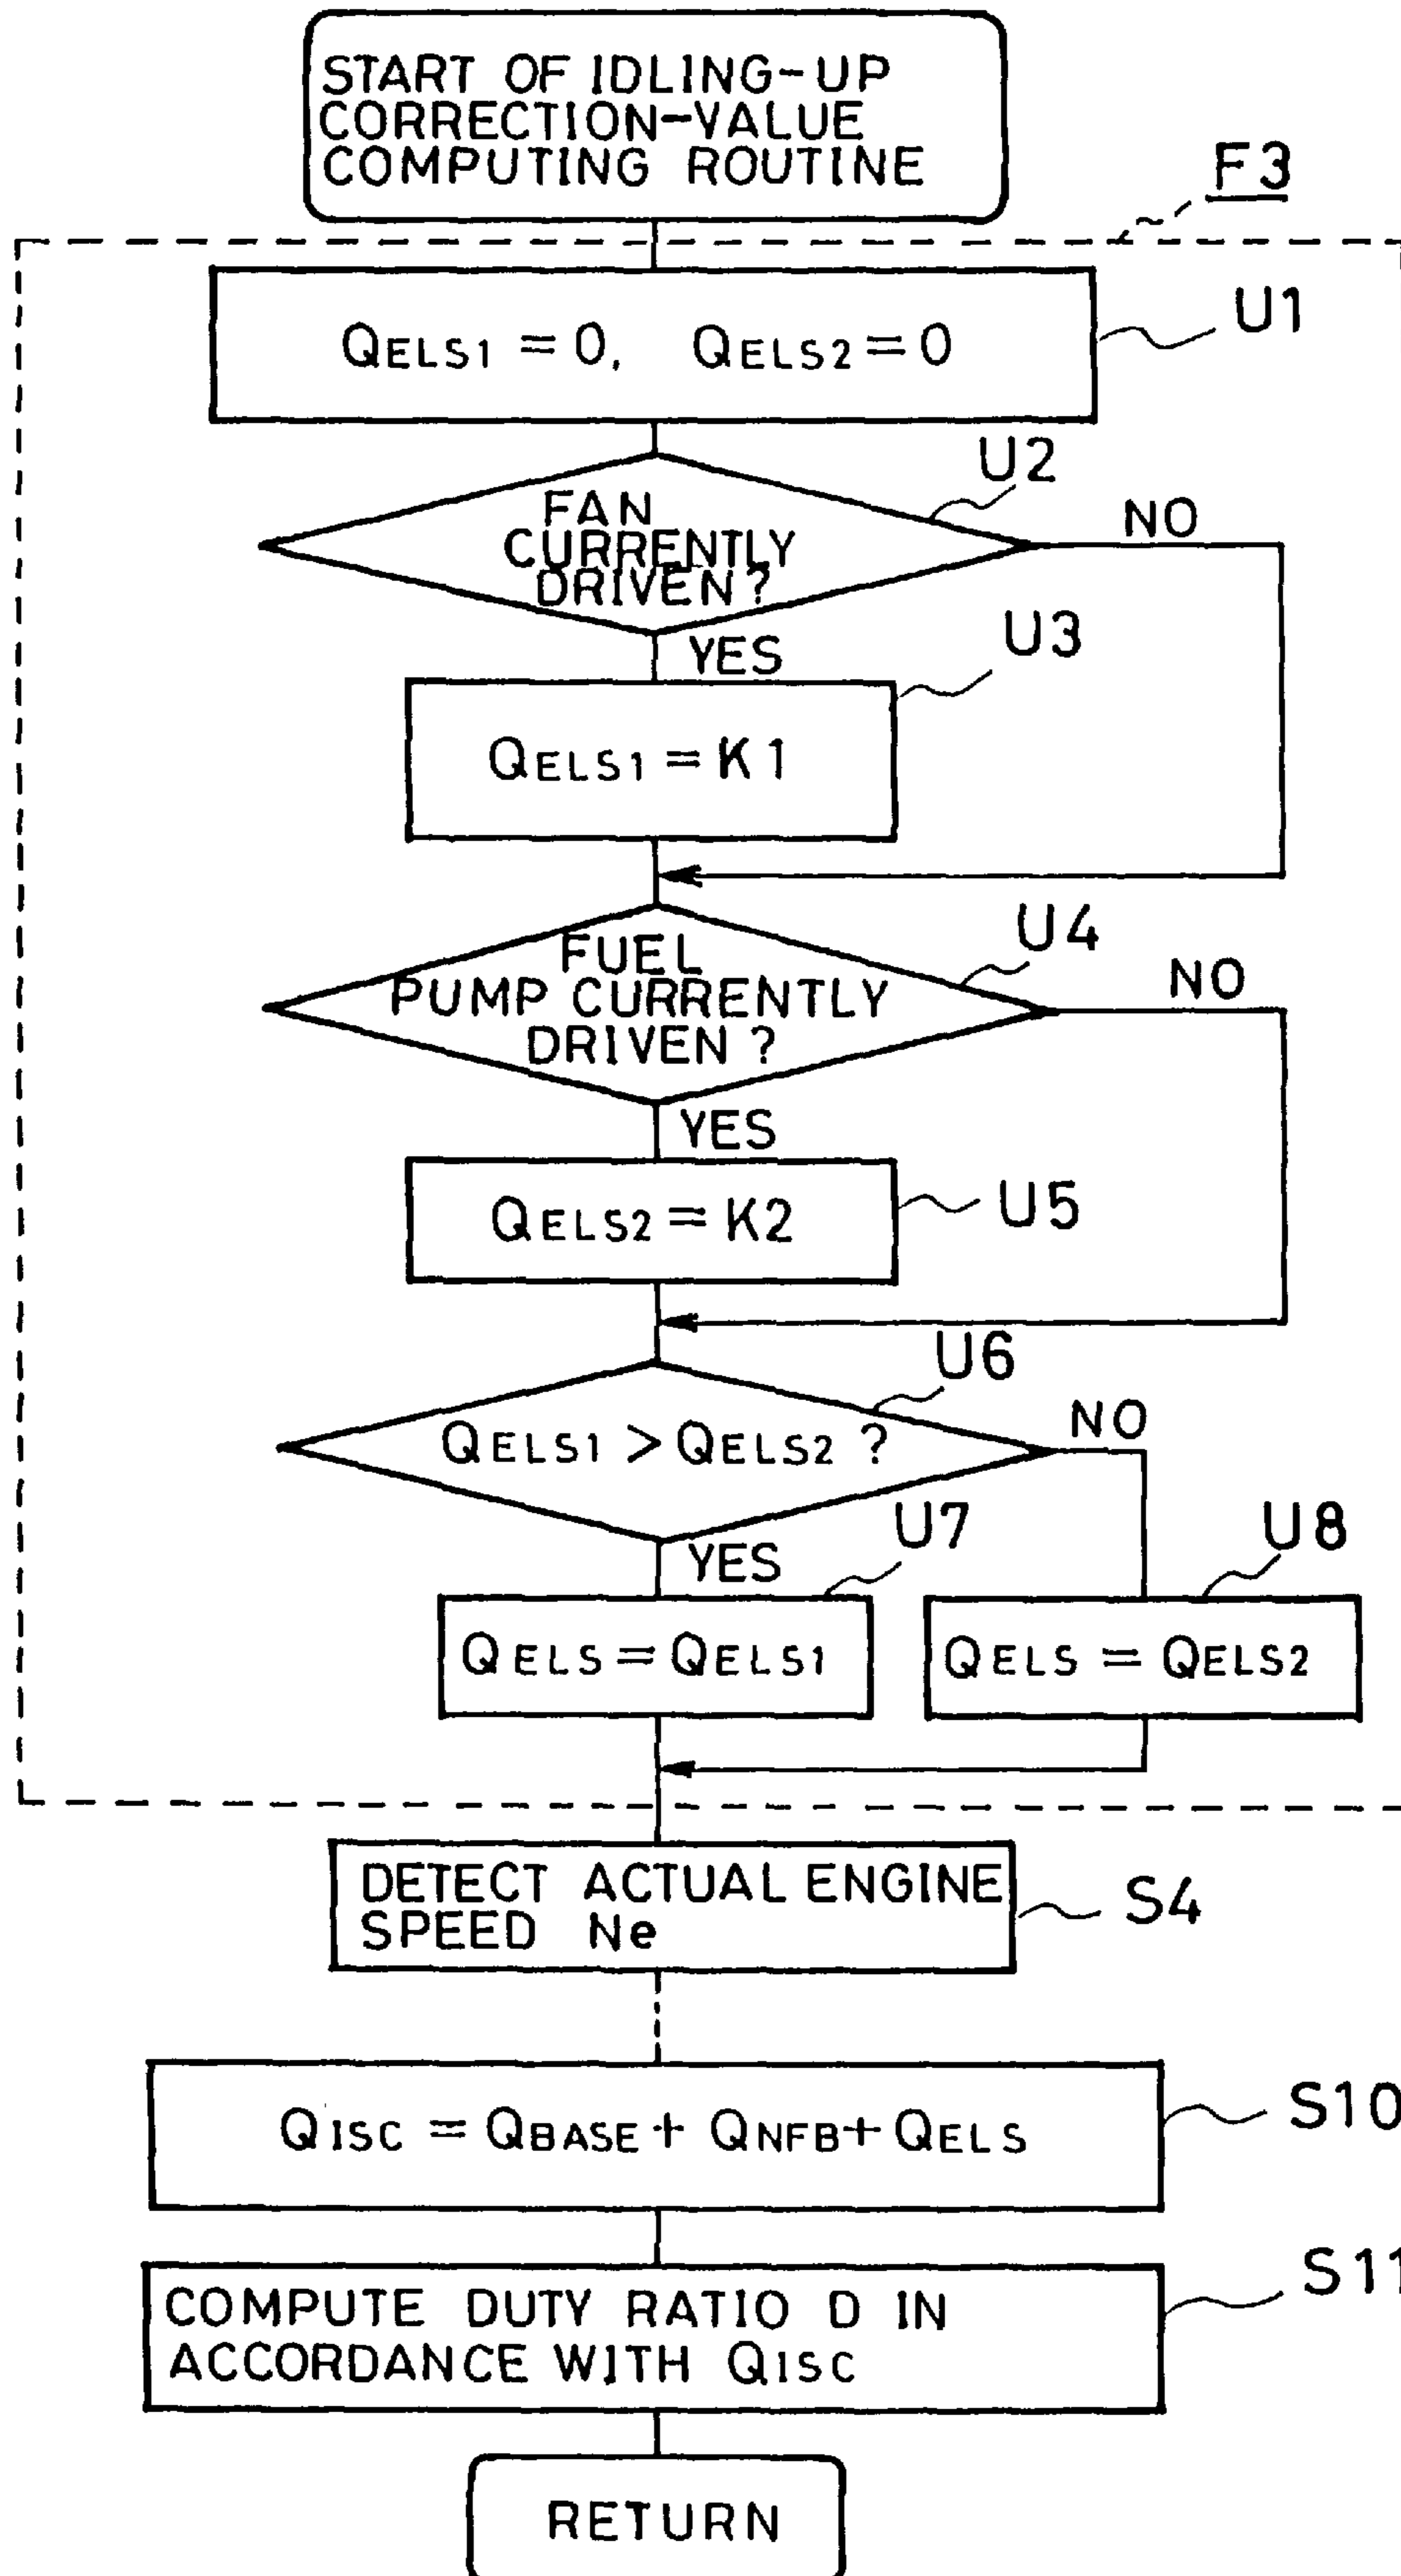 START OF IDLING-UP
CORRECTION-VALUE
COMPUTING ROUTINE
F3
QELS1 = 0, QELS2 = 0
U1
U2
FAN
CURRENTLY
DRIVEN?
NO
YES
U3
QELS1 = K1
U4
FUEL
PUMP CURRENTLY
DRIVEN ?
NO
YES
QELS2 = K2
U5
U6
QELS1 > QELS2 ?
NO
YES
U7
U8
QELS = QELS1
QELS = QELS2
DETECT ACTUAL ENGINE
SPEED Ne
S4
QISC = QBASE + QNFB + QELS
S10
COMPUTE DUTY RATIO D IN
ACCORDANCE WITH QISC
S11
RETURN